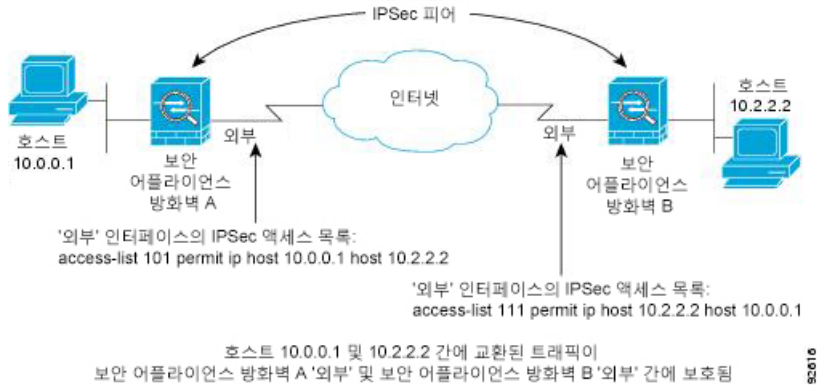 IPSec 피어
인터넷
호스트
10.0.0.1
외부
보안
어플라이언스
방화벽 A
외부
보안
어플라이언스
방화벽 B
호스트
10.2.2.2
'외부' 인터페이스의 IPSec 액세스 목록:
access-list 101 permit ip host 10.0.0.1 host 10.2.2.2
'외부' 인터페이스의 IPSec 액세스 목록:
access-list 111 permit ip host 10.2.2.2 host 10.0.0.1
호스트 10.0.0.1 및 10.2.2.2 간에 교환된 트래픽이
보안 어플라이언스 방화벽 A '외부' 및 보안 어플라이언스 방화벽 B '외부' 간에 보호됨
92616